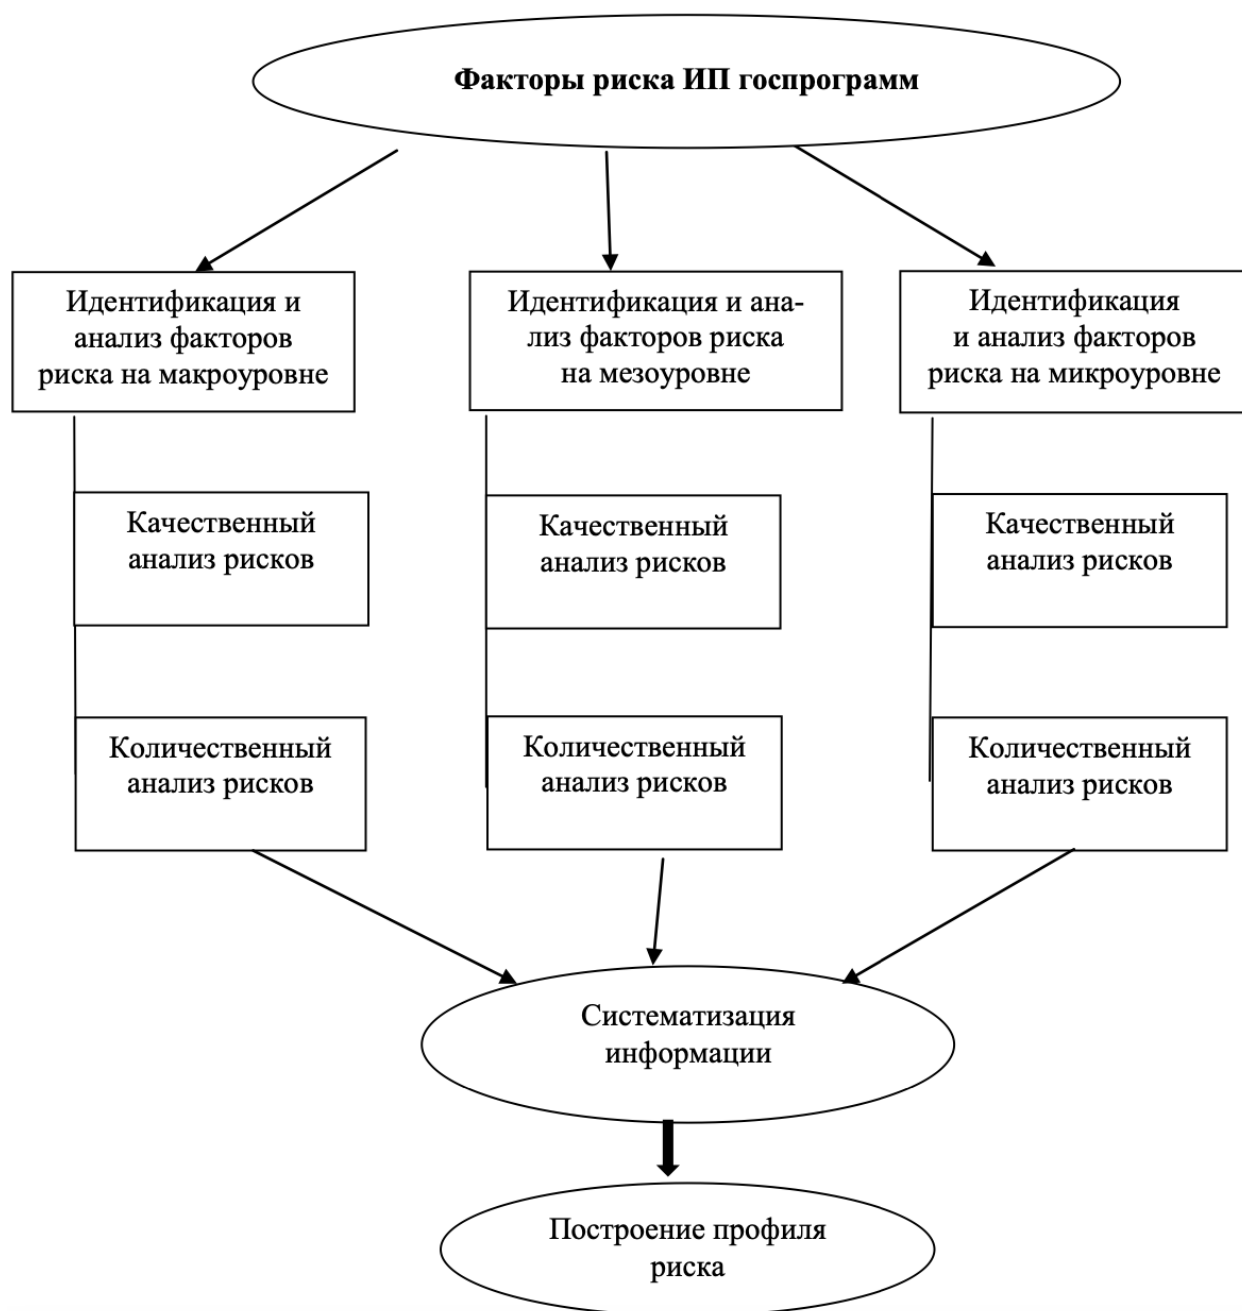 Факторы риска ИП госпрограмм
Идентификация и
анализ факторов
риска на макроуровне
Идентификация и ана-
лиз факторов риска
на мезоуровне
Идентификация
и анализ факторов
риска на микроуровне
Качественный
анализ рисков
Качественный
анализ рисков
Качественный
анализ рисков
Количественный
анализ рисков
Количественный
анализ рисков
Количественный
анализ рисков
Систематизация
информации
Построение профиля
риска